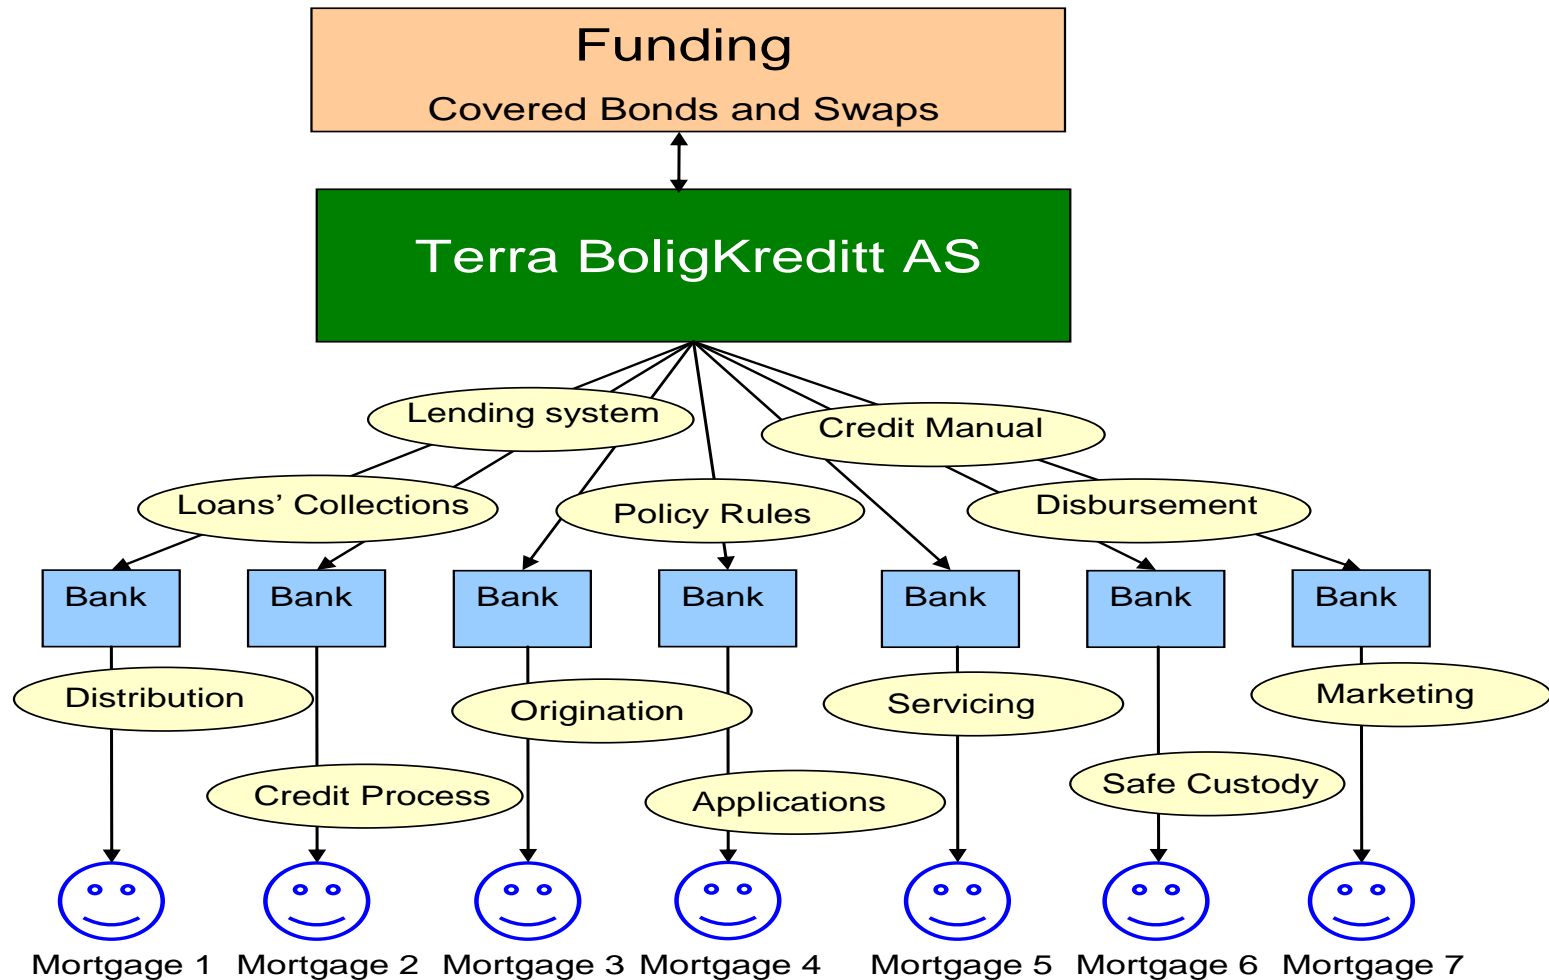 Funding
Covered Bonds and Swaps
Terra BoligKreditt AS
Lending system
Credit Manual
Loans’ Collections
Policy Rules
Disbursement
Bank
Bank
Bank
Bank
Bank
Bank
Bank
Distribution
Origination
Servicing
Marketing
Credit Process
Applications
Safe Custody
Mortgage 1
Mortgage 2
Mortgage 3
Mortgage 4
Mortgage 5
Mortgage 6
Mortgage 7